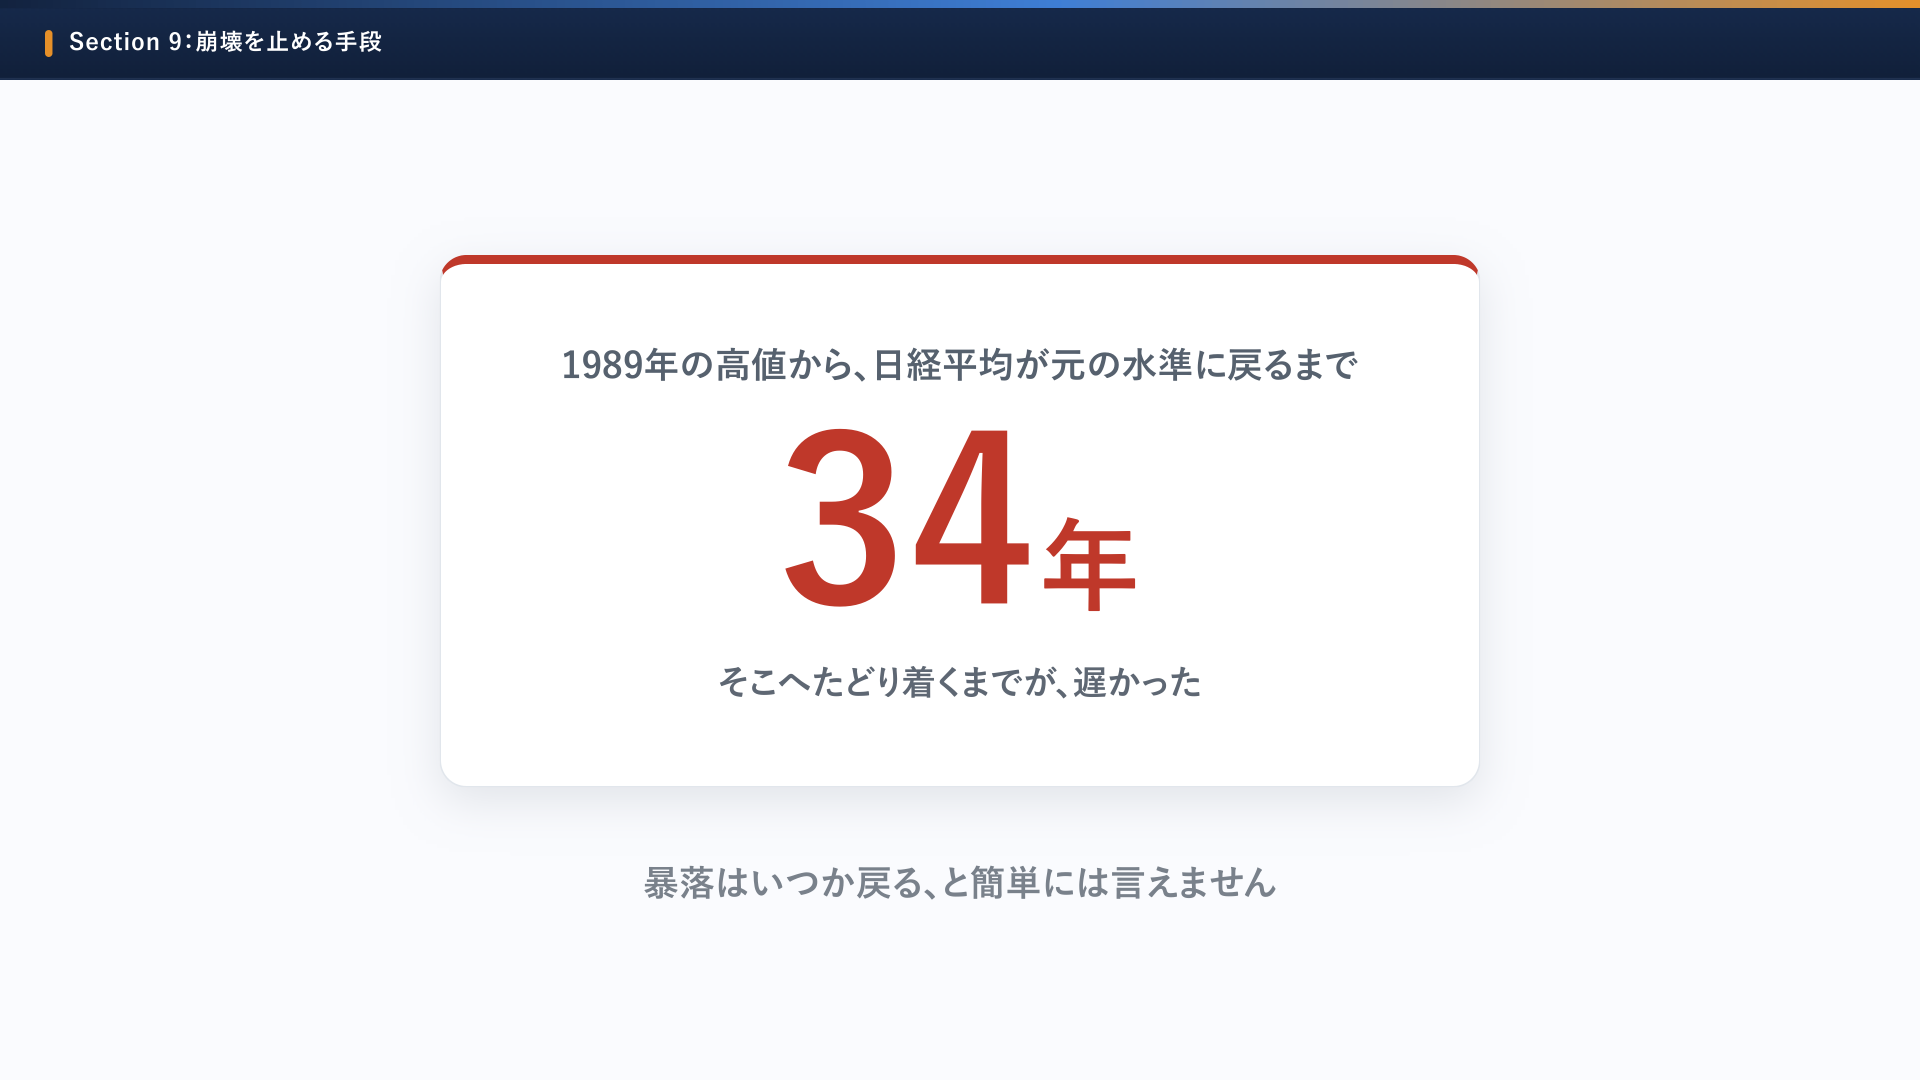 Section 9：崩壊を止める手段
1989年の高値から、日経平均が元の水準に戻るまで
34年
そこへたどり着くまでが、遅かった
暴落はいつか戻る、と簡単には言えません